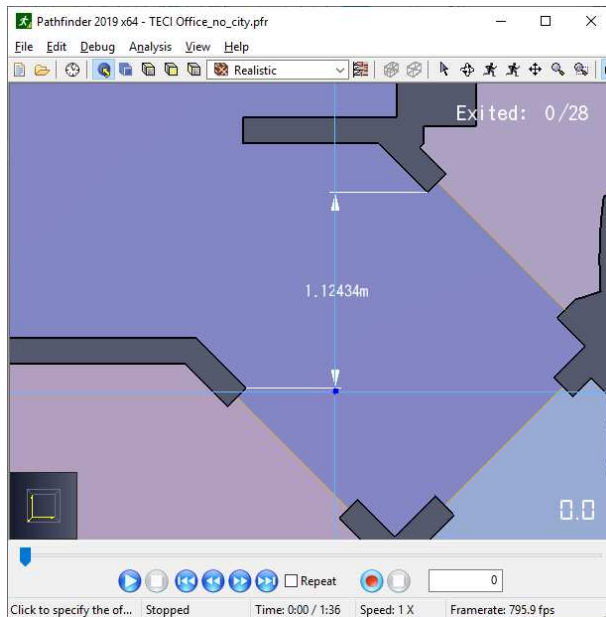 Pathfinder 2019 x64 - TECI Office_no_city.pfr
File Edit Debug Analysis View Help
Realistic
Exited: 0/28
1.12434m
0.0
Repeat
0
Click to specify the of... Stopped Time: 0:00 / 1:36 Speed: 1 X Framerate: 795.9 fps